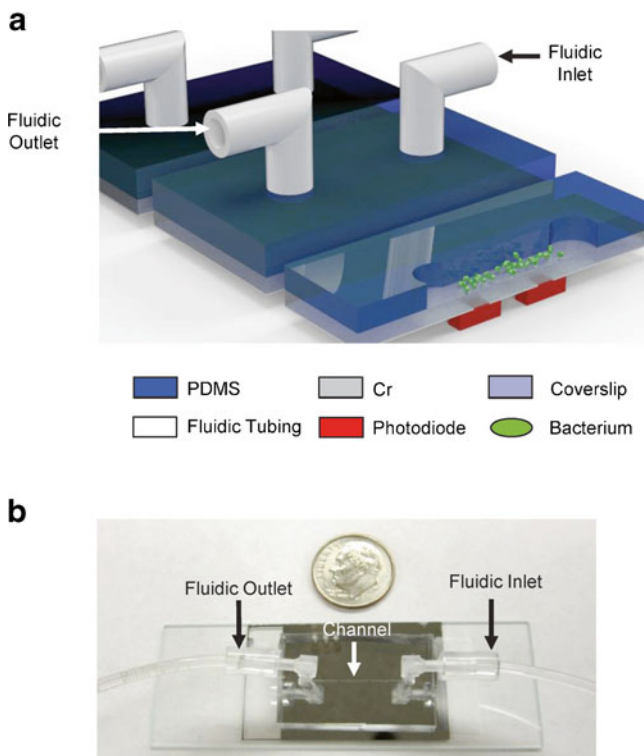 a
Fluidic
Inlet
Fluidic
Outlet
PDMS
Cr
Coverslip
Fluidic Tubing
Photodiode
Bacterium
b
Fluidic Outlet
Fluidic Inlet
Channel